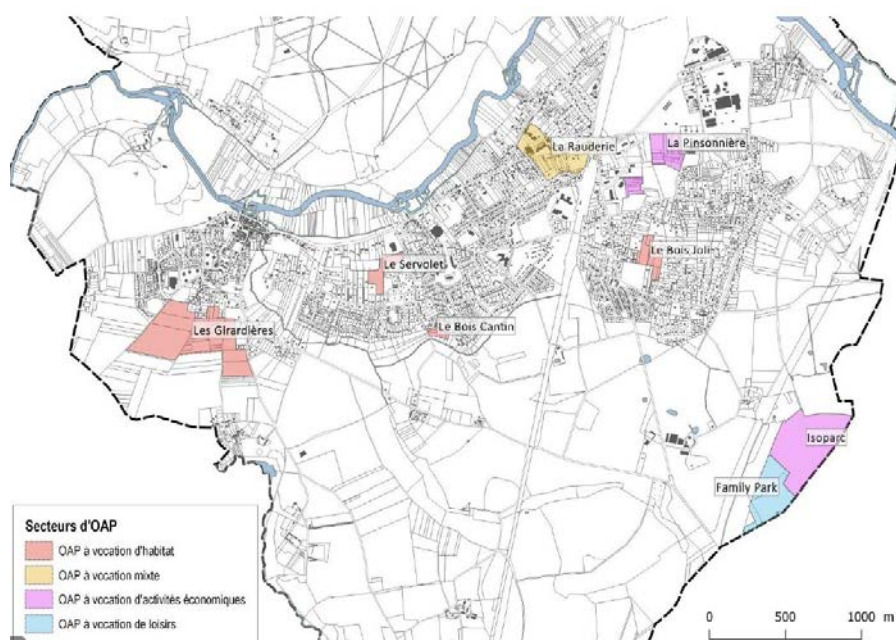 La Rauderie
La Pinsonnière
Le Servolet
Le Bois Jolie
Les Girardières
Le Bois Cantin
Isoparc
Family Park
Secteurs d'OAP
OAP à vocation d'habitat
OAP à vocation mixte
OAP à vocation d'activités économiques
OAP à vocation de loisirs
0 500 1000 m